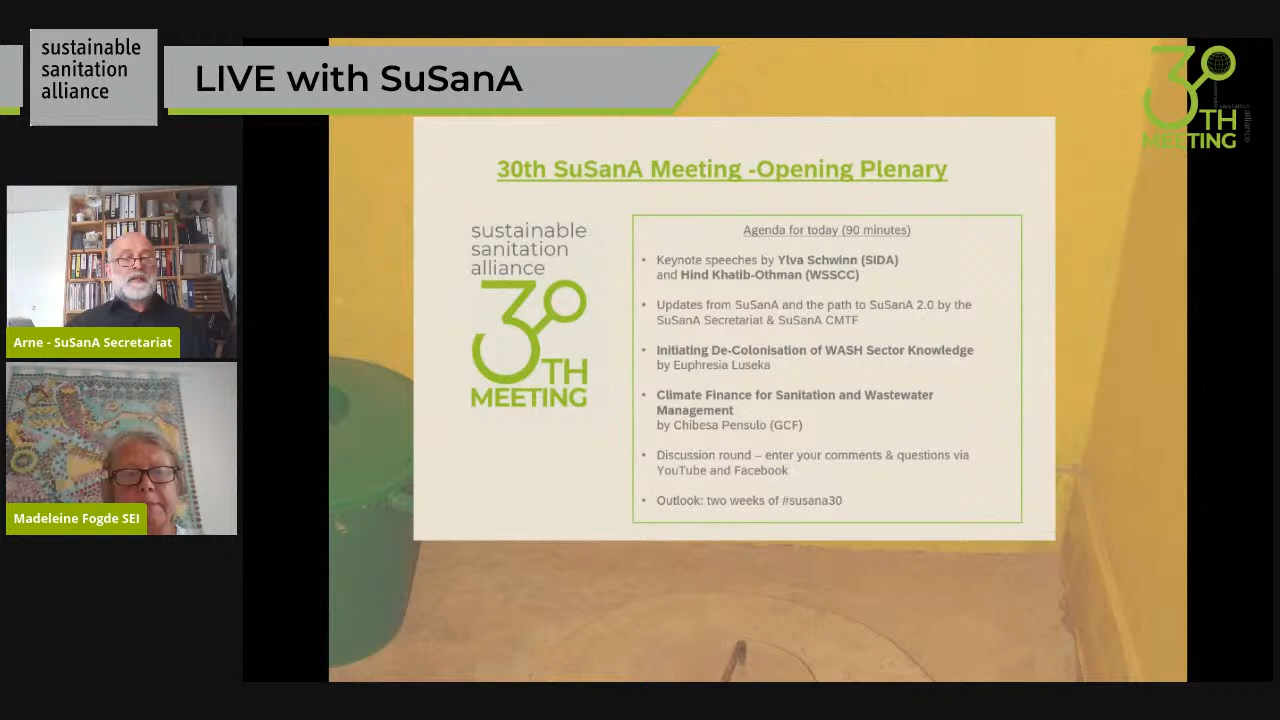 sustainable
sanitation
alliance
LIVE with SuSanA
30TH
MEETING
sanitation
alliance
30th SuSanA Meeting -Opening Plenary
sustainable
sanitation
alliance
30TH
MEETING
Agenda for today (90 minutes)
• Keynote speeches by Ylva Schwinn (SIDA)
and Hind Khatib-Othman (WSSCC)
• Updates from SuSanA and the path to SuSanA 2.0 by the
SuSanA Secretariat & SuSanA CMTF
• Initiating De-Colonisation of WASH Sector Knowledge
by Euphresia Luseka
• Climate Finance for Sanitation and Wastewater
Management
by Chibesa Pensulo (GCF)
• Discussion round – enter your comments & questions via
YouTube and Facebook
• Outlook: two weeks of #susana30
Arne - SuSanA Secretariat
Madeleine Fogde SEI